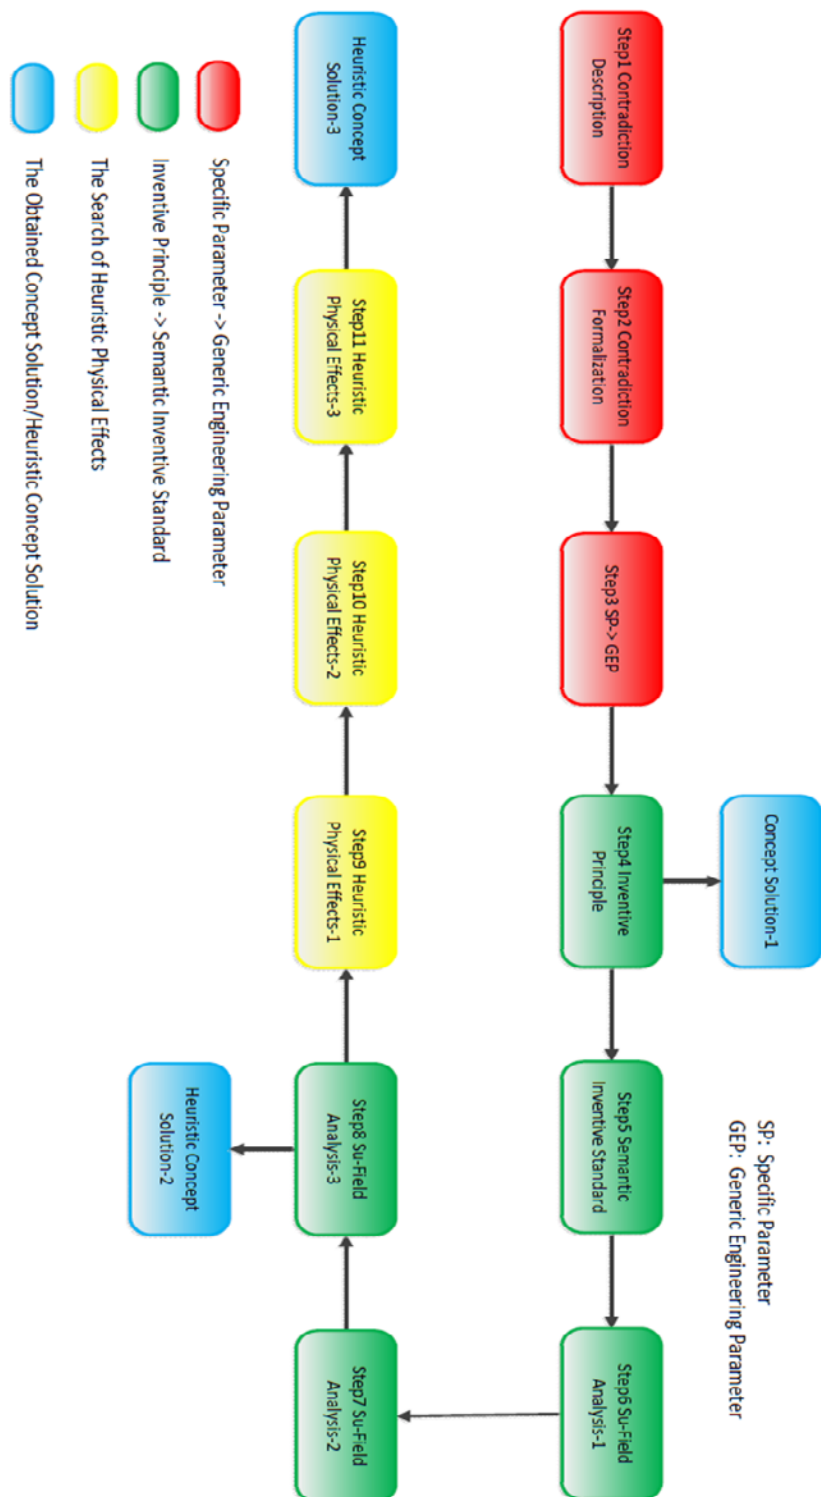 SP: Specific Parameter
GEP: Generic Engineering Parameter
Concept Solution-1
Step1 Contradiction
Description
Step2 Contradiction
Formalization
Step3 SP-> GEP
Step4 Inventive
Principle
Step5 Semantic
Inventive Standard
Step6 Su-Field
Analysis-1
Heuristic Concept
Solution-3
Step11 Heuristic
Physical Effects-3
Step10 Heuristic
Physical Effects-2
Step9 Heuristic
Physical Effects-1
Step8 Su-Field
Analysis-3
Step7 Su-Field
Analysis-2
Heuristic Concept
Solution-2
Specific Parameter -> Generic Engineering Parameter
Inventive Principle -> Semantic Inventive Standard
The Search of Heuristic Physical Effects
The Obtained Concept Solution/Heuristic Concept Solution